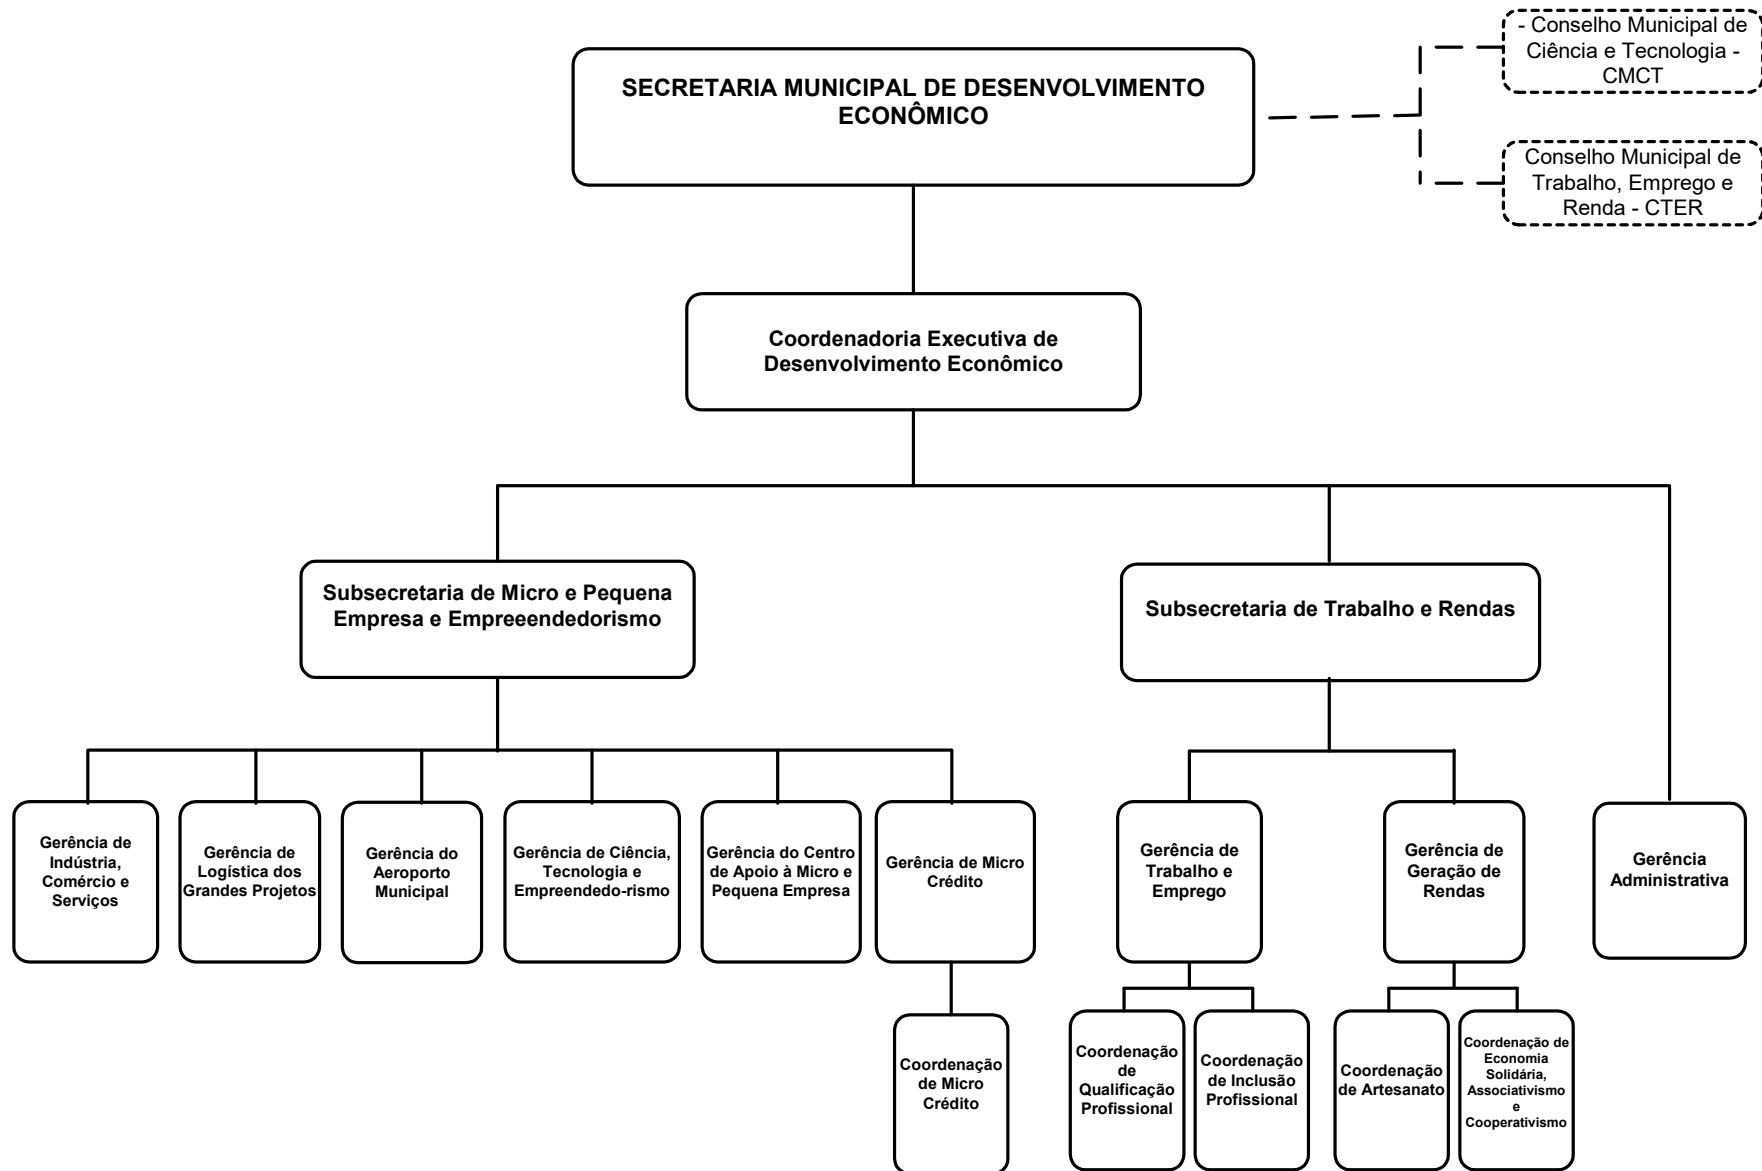 - Conselho Municipal de
Ciência e Tecnologia -
CMCT
SECRETARIA MUNICIPAL DE DESENVOLVIMENTO
ECONÔMICO
Conselho Municipal de
Trabalho, Emprego e
Renda - CTER
Coordenadoria Executiva de
Desenvolvimento Econômico
Subsecretaria de Micro e Pequena
Empresa e Empreeendedorismo
Subsecretaria de Trabalho e Rendas
Gerência de
Indústria,
Comércio e
Serviços
Gerência de
Logística dos
Grandes Projetos
Gerência do
Aeroporto
Municipal
Gerência de Ciência,
Tecnologia e
Empreendedo-rismo
Gerência do Centro
de Apoio à Micro e
Pequena Empresa
Gerência de Micro
Crédito
Gerência de
Trabalho e
Emprego
Gerência de
Geração de
Rendas
Gerência
Administrativa
Coordenação
de Micro
Crédito
Coordenação
de
Qualificação
Profissional
Coordenação
de Inclusão
Profissional
Coordenação
de Artesanato
Coordenação de
Economia
Solidária,
Associativismo
e
Cooperativismo